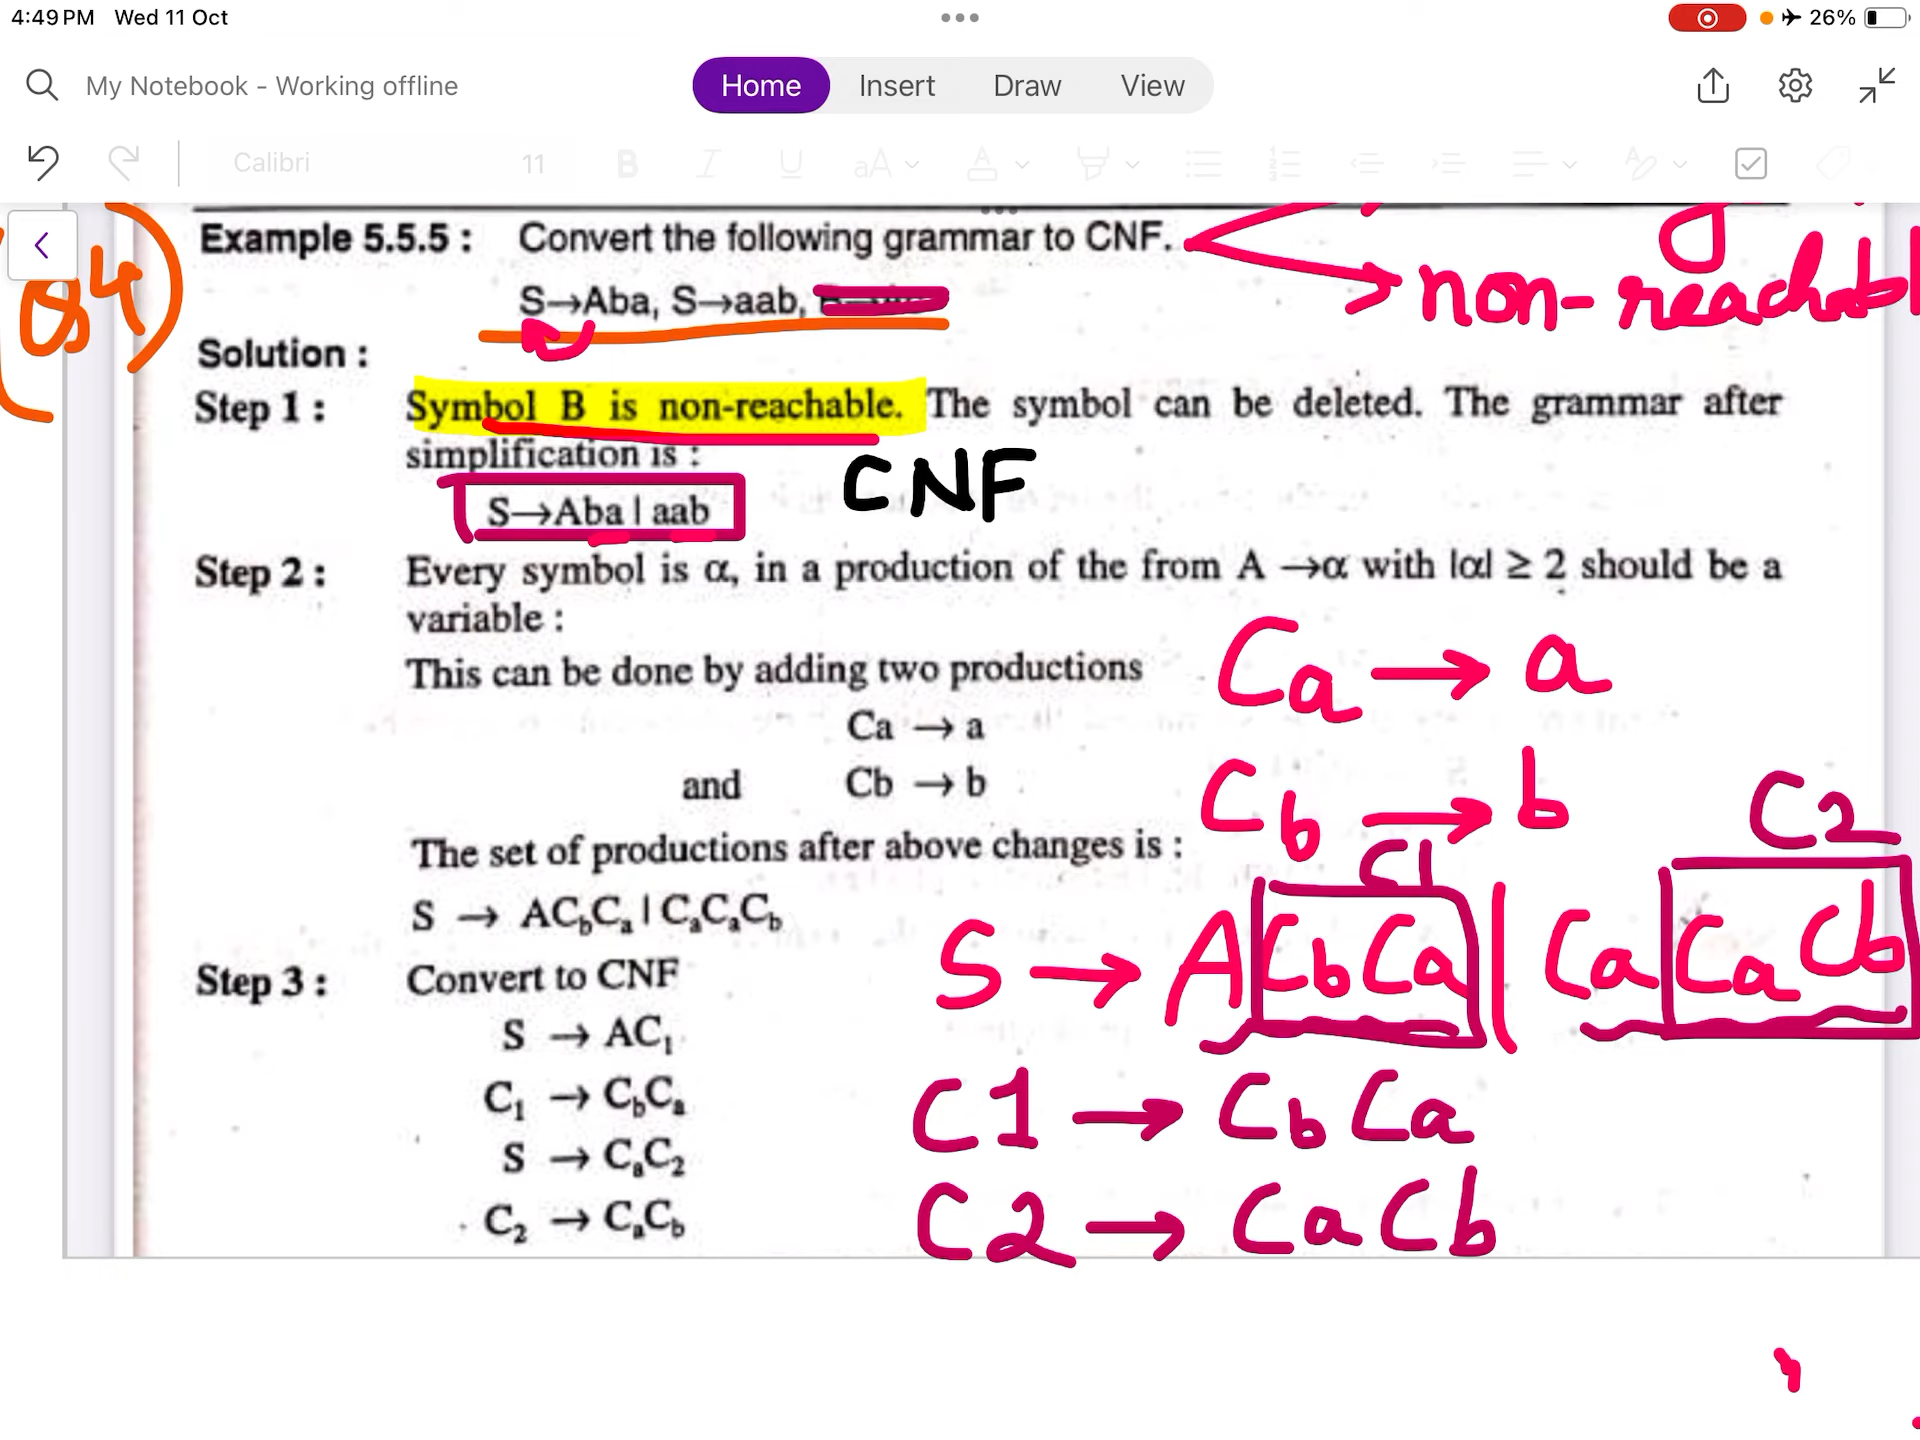 4:49 PM Wed 11 Oct
26%
My Notebook - Working offline
Home Insert Draw View
Calibri 11 B I U aA A
Q4)
Example 5.5.5 : Convert the following grammar to CNF.
non-reachabl
S→Aba, S→aab,
Solution :
Step 1 : Symbol B is non-reachable. The symbol can be deleted. The grammar after
simplification is :
CNF
S→Aba | aab
Step 2 : Every symbol is α, in a production of the from A →α with |α| ≥ 2 should be a
variable :
This can be done by adding two productions
Ca → a
Ca → a
and Cb → b
Cb → b
The set of productions after above changes is :
C1 C2
S → ACbCa | CaCaCb
S → A CbCa | Ca CaCb
Step 3 : Convert to CNF
S → AC₁
C₁ → CbCa
C1 → CbCa
S → CaC₂
C₂ → CaCb
C2 → CaCb